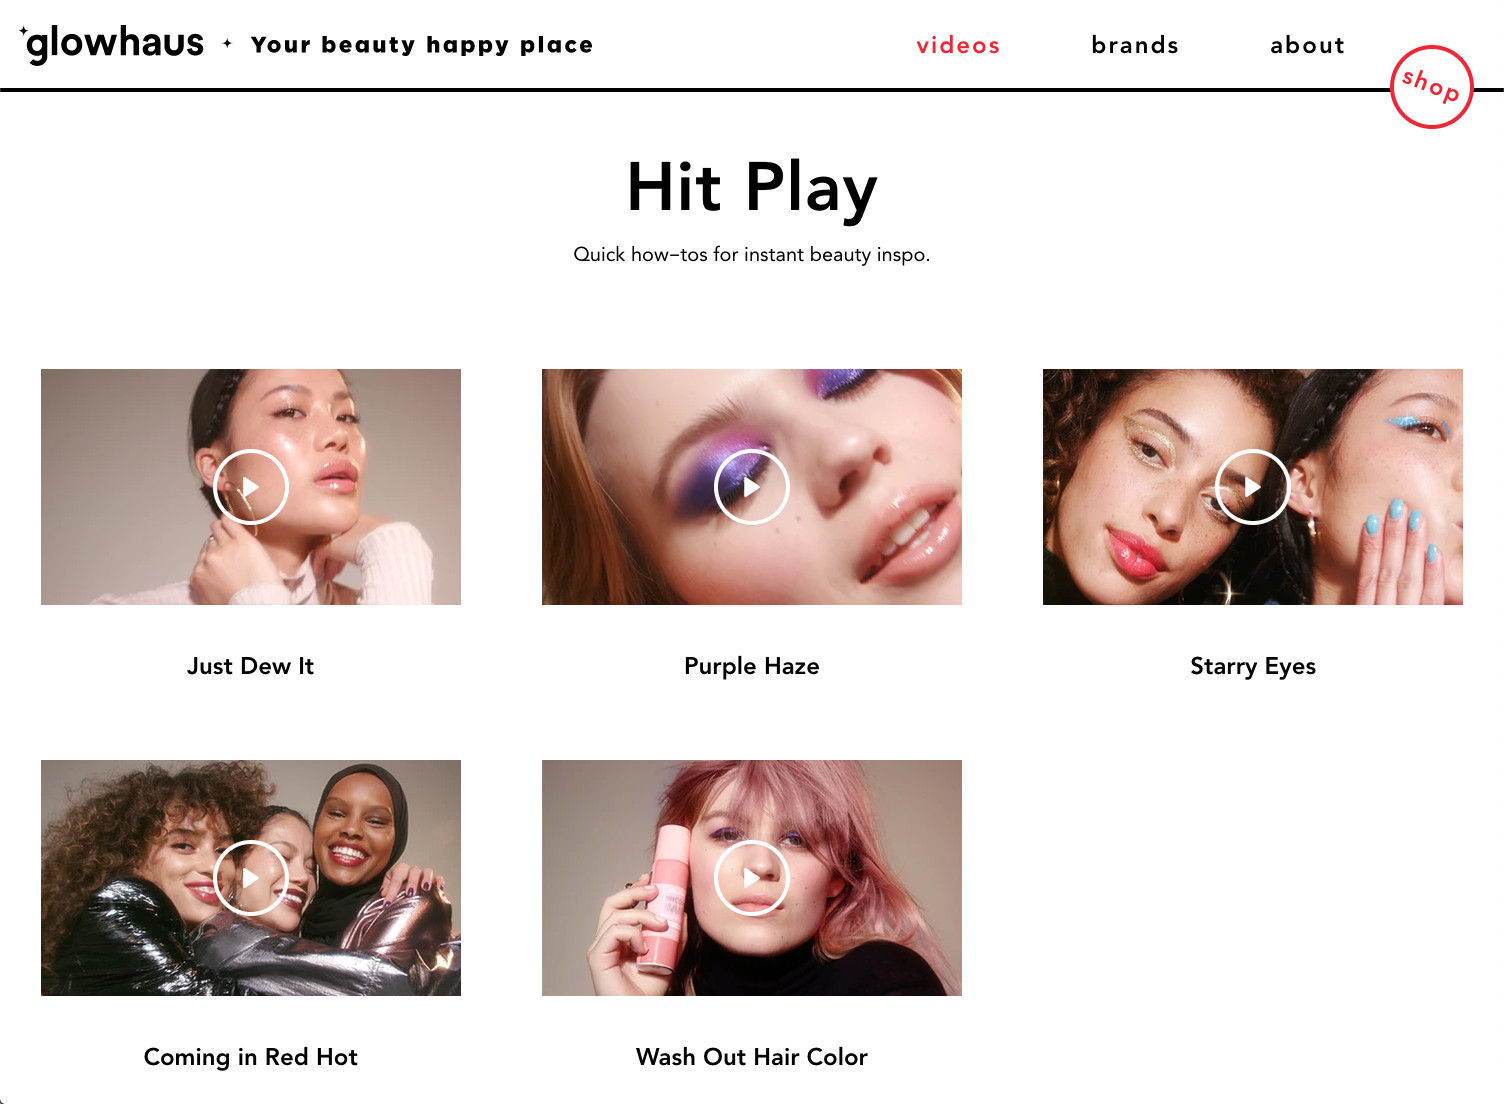 glowhaus
Your beauty happy place
videos
brands
about
shop
Hit Play
Quick how-tos for instant beauty inspo.
Just Dew It
Purple Haze
Starry Eyes
Coming in Red Hot
Wash Out Hair Color